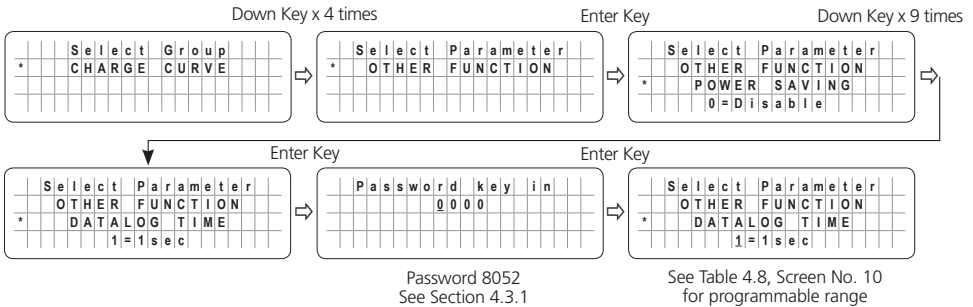 Down Key x 4 times
Enter Key
Down Key x 9 times
Select Group
* CHARGE CURVE
Select Parameter
* OTHER FUNCTION
Select Parameter
OTHER FUNCTION
* POWER SAVING
0=Disable
Enter Key
Enter Key
Select Parameter
OTHER FUNCTION
* DATALOG TIME
1=1sec
Password key in
0000
Select Parameter
OTHER FUNCTION
* DATALOG TIME
1=1sec
Password 8052
See Section 4.3.1
See Table 4.8, Screen No. 10
for programmable range